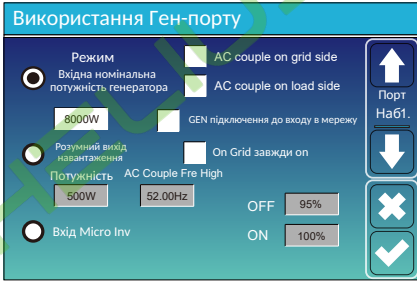 Використання Ген-порту
Режим
AC couple on grid side
Вхідна номінальна
потужність генератора
AC couple on load side
Порт
8000W
GEN підключення до входу в мережу
Наб1.
Розумний вихід
навантаження
On Grid завжди on
Потужність
AC Couple Fre High
500W
52.00Hz
OFF
95%
Вхід Micro Inv
ON
100%